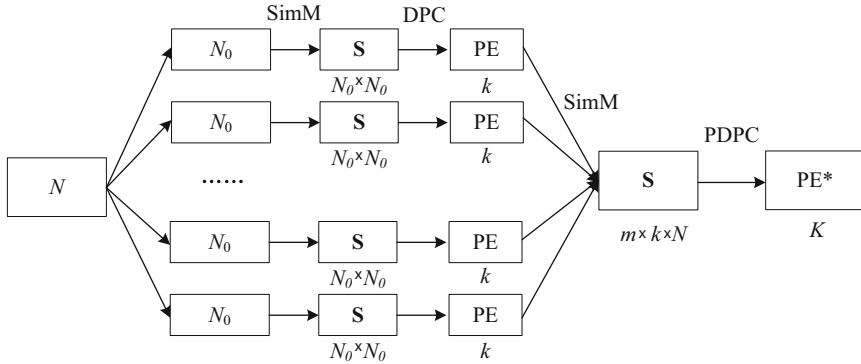 SimM DPC
N₀ S PE
N₀×N₀ k
SimM
N₀ S PE
N₀×N₀ k
PDPC
N ...... S PE*
m×k×N K
N₀ S PE
N₀×N₀ k
N₀ S PE
N₀×N₀ k